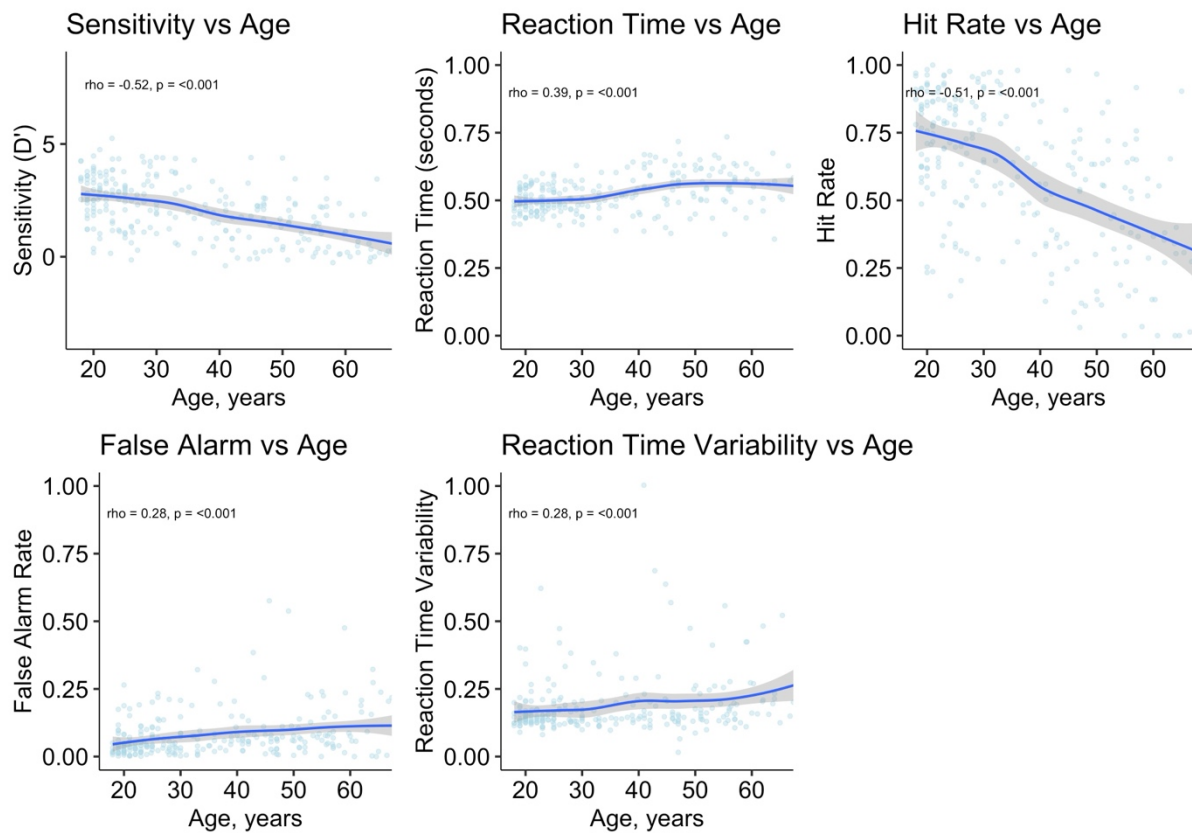 Sensitivity vs Age
rho = -0.52, p = <0.001
Sensitivity (D')
5
0
20 30 40 50 60
Age, years
Reaction Time vs Age
rho = 0.39, p = <0.001
Reaction Time (seconds)
1.00
0.75
0.50
0.25
0.00
20 30 40 50 60
Age, years
Hit Rate vs Age
rho = -0.51, p = <0.001
Hit Rate
1.00
0.75
0.50
0.25
0.00
20 30 40 50 60
Age, years
False Alarm vs Age
rho = 0.28, p = <0.001
False Alarm Rate
1.00
0.75
0.50
0.25
0.00
20 30 40 50 60
Age, years
Reaction Time Variability vs Age
rho = 0.28, p = <0.001
Reaction Time Variability
1.00
0.75
0.50
0.25
0.00
20 30 40 50 60
Age, years